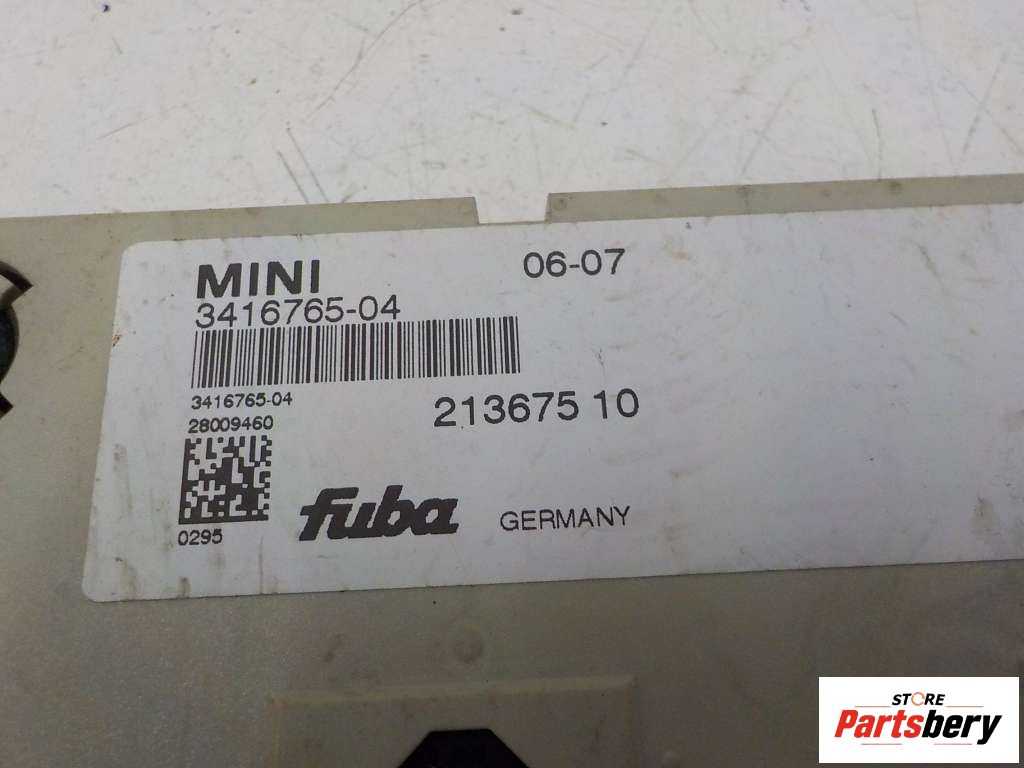 MINI 06-07
3416765-04
3416765-04
28009460
213675 10
0295
fuba GERMANY
STORE
Partsbery